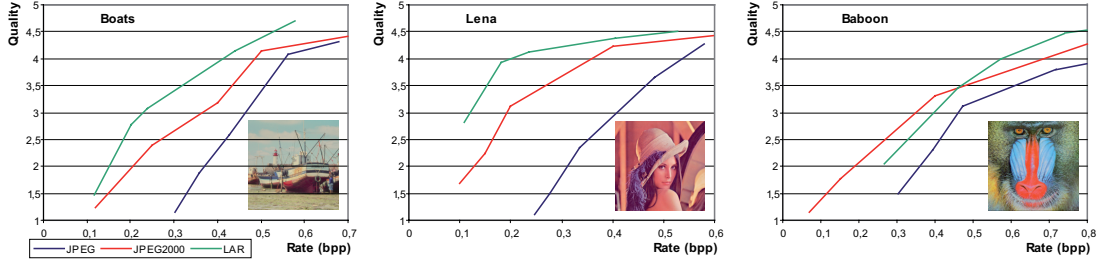 Boats
Quality
5
4,5
4
3,5
3
2,5
2
1,5
1
0 0,1 0,2 0,3 0,4 0,5 0,6 0,7
Rate (bpp)
JPEG JPEG2000 LAR
Lena
Quality
5
4,5
4
3,5
3
2,5
2
1,5
1
0 0,1 0,2 0,3 0,4 0,5 0,6
Rate (bpp)
Baboon
Quality
5
4,5
4
3,5
3
2,5
2
1,5
1
0 0,1 0,2 0,3 0,4 0,5 0,6 0,7 0,8
Rate (bpp)